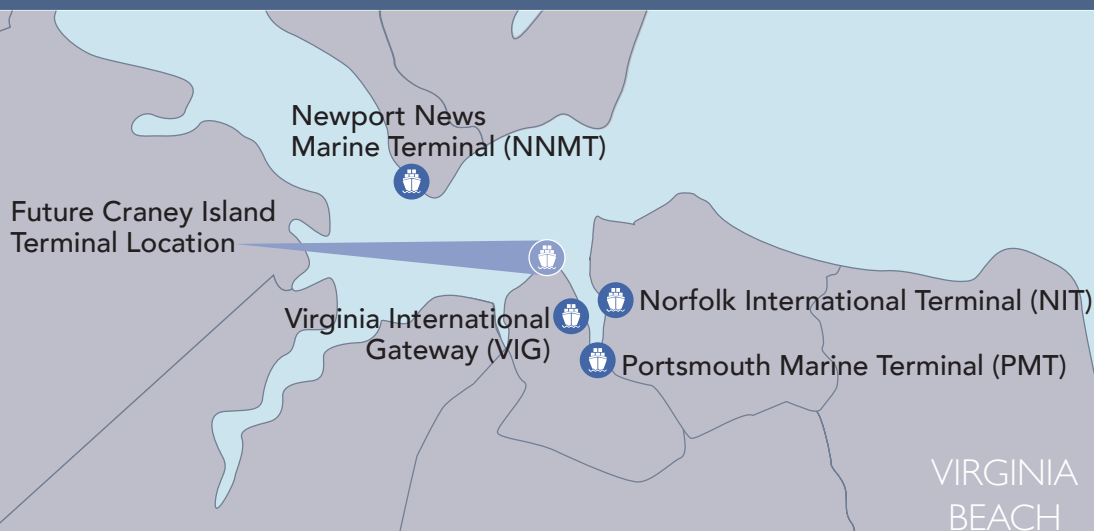 Newport News
Marine Terminal (NNMT)
Future Craney Island
Terminal Location
Norfolk International Terminal (NIT)
Virginia International
Gateway (VIG)
Portsmouth Marine Terminal (PMT)
VIRGINIA
BEACH